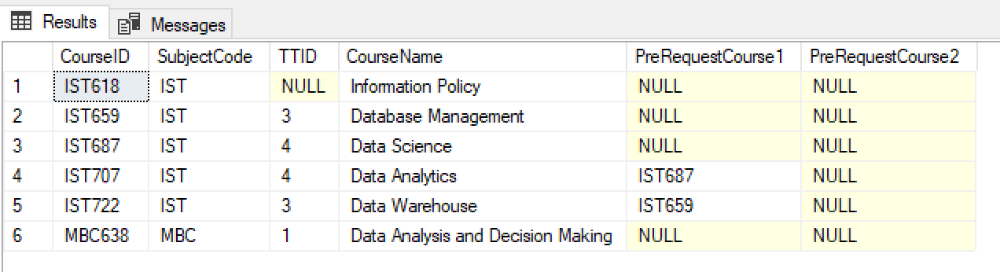 Results Messages
CourseID SubjectCode TTID CourseName PreRequestCourse1 PreRequestCourse2
1 IST618 IST NULL Information Policy NULL NULL
2 IST659 IST 3 Database Management NULL NULL
3 IST687 IST 4 Data Science NULL NULL
4 IST707 IST 4 Data Analytics IST687 NULL
5 IST722 IST 3 Data Warehouse IST659 NULL
6 MBC638 MBC 1 Data Analysis and Decision Making NULL NULL